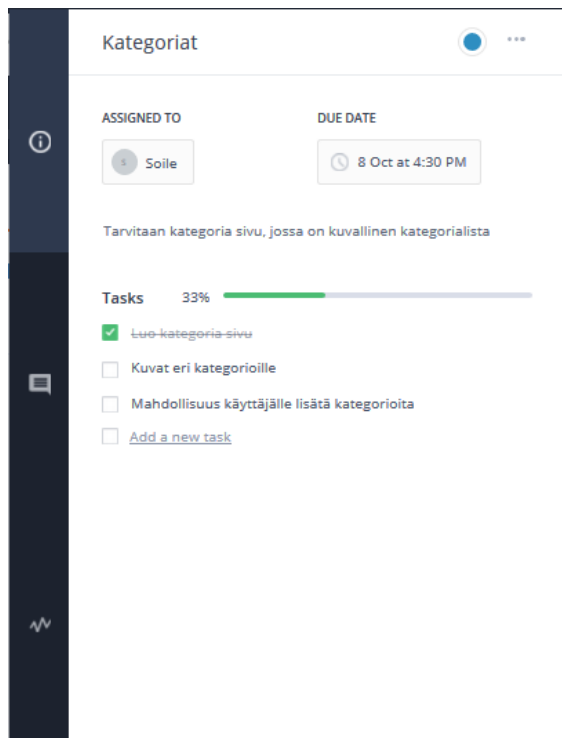 Kategoriat
ASSIGNED TO
DUE DATE
S Soile
8 Oct at 4:30 PM
Tarvitaan kategoria sivu, jossa on kuvallinen kategorialista
Tasks 33%
Luo kategoria sivu
Kuvat eri kategorioille
Mahdollisuus käyttäjälle lisätä kategorioita
Add a new task